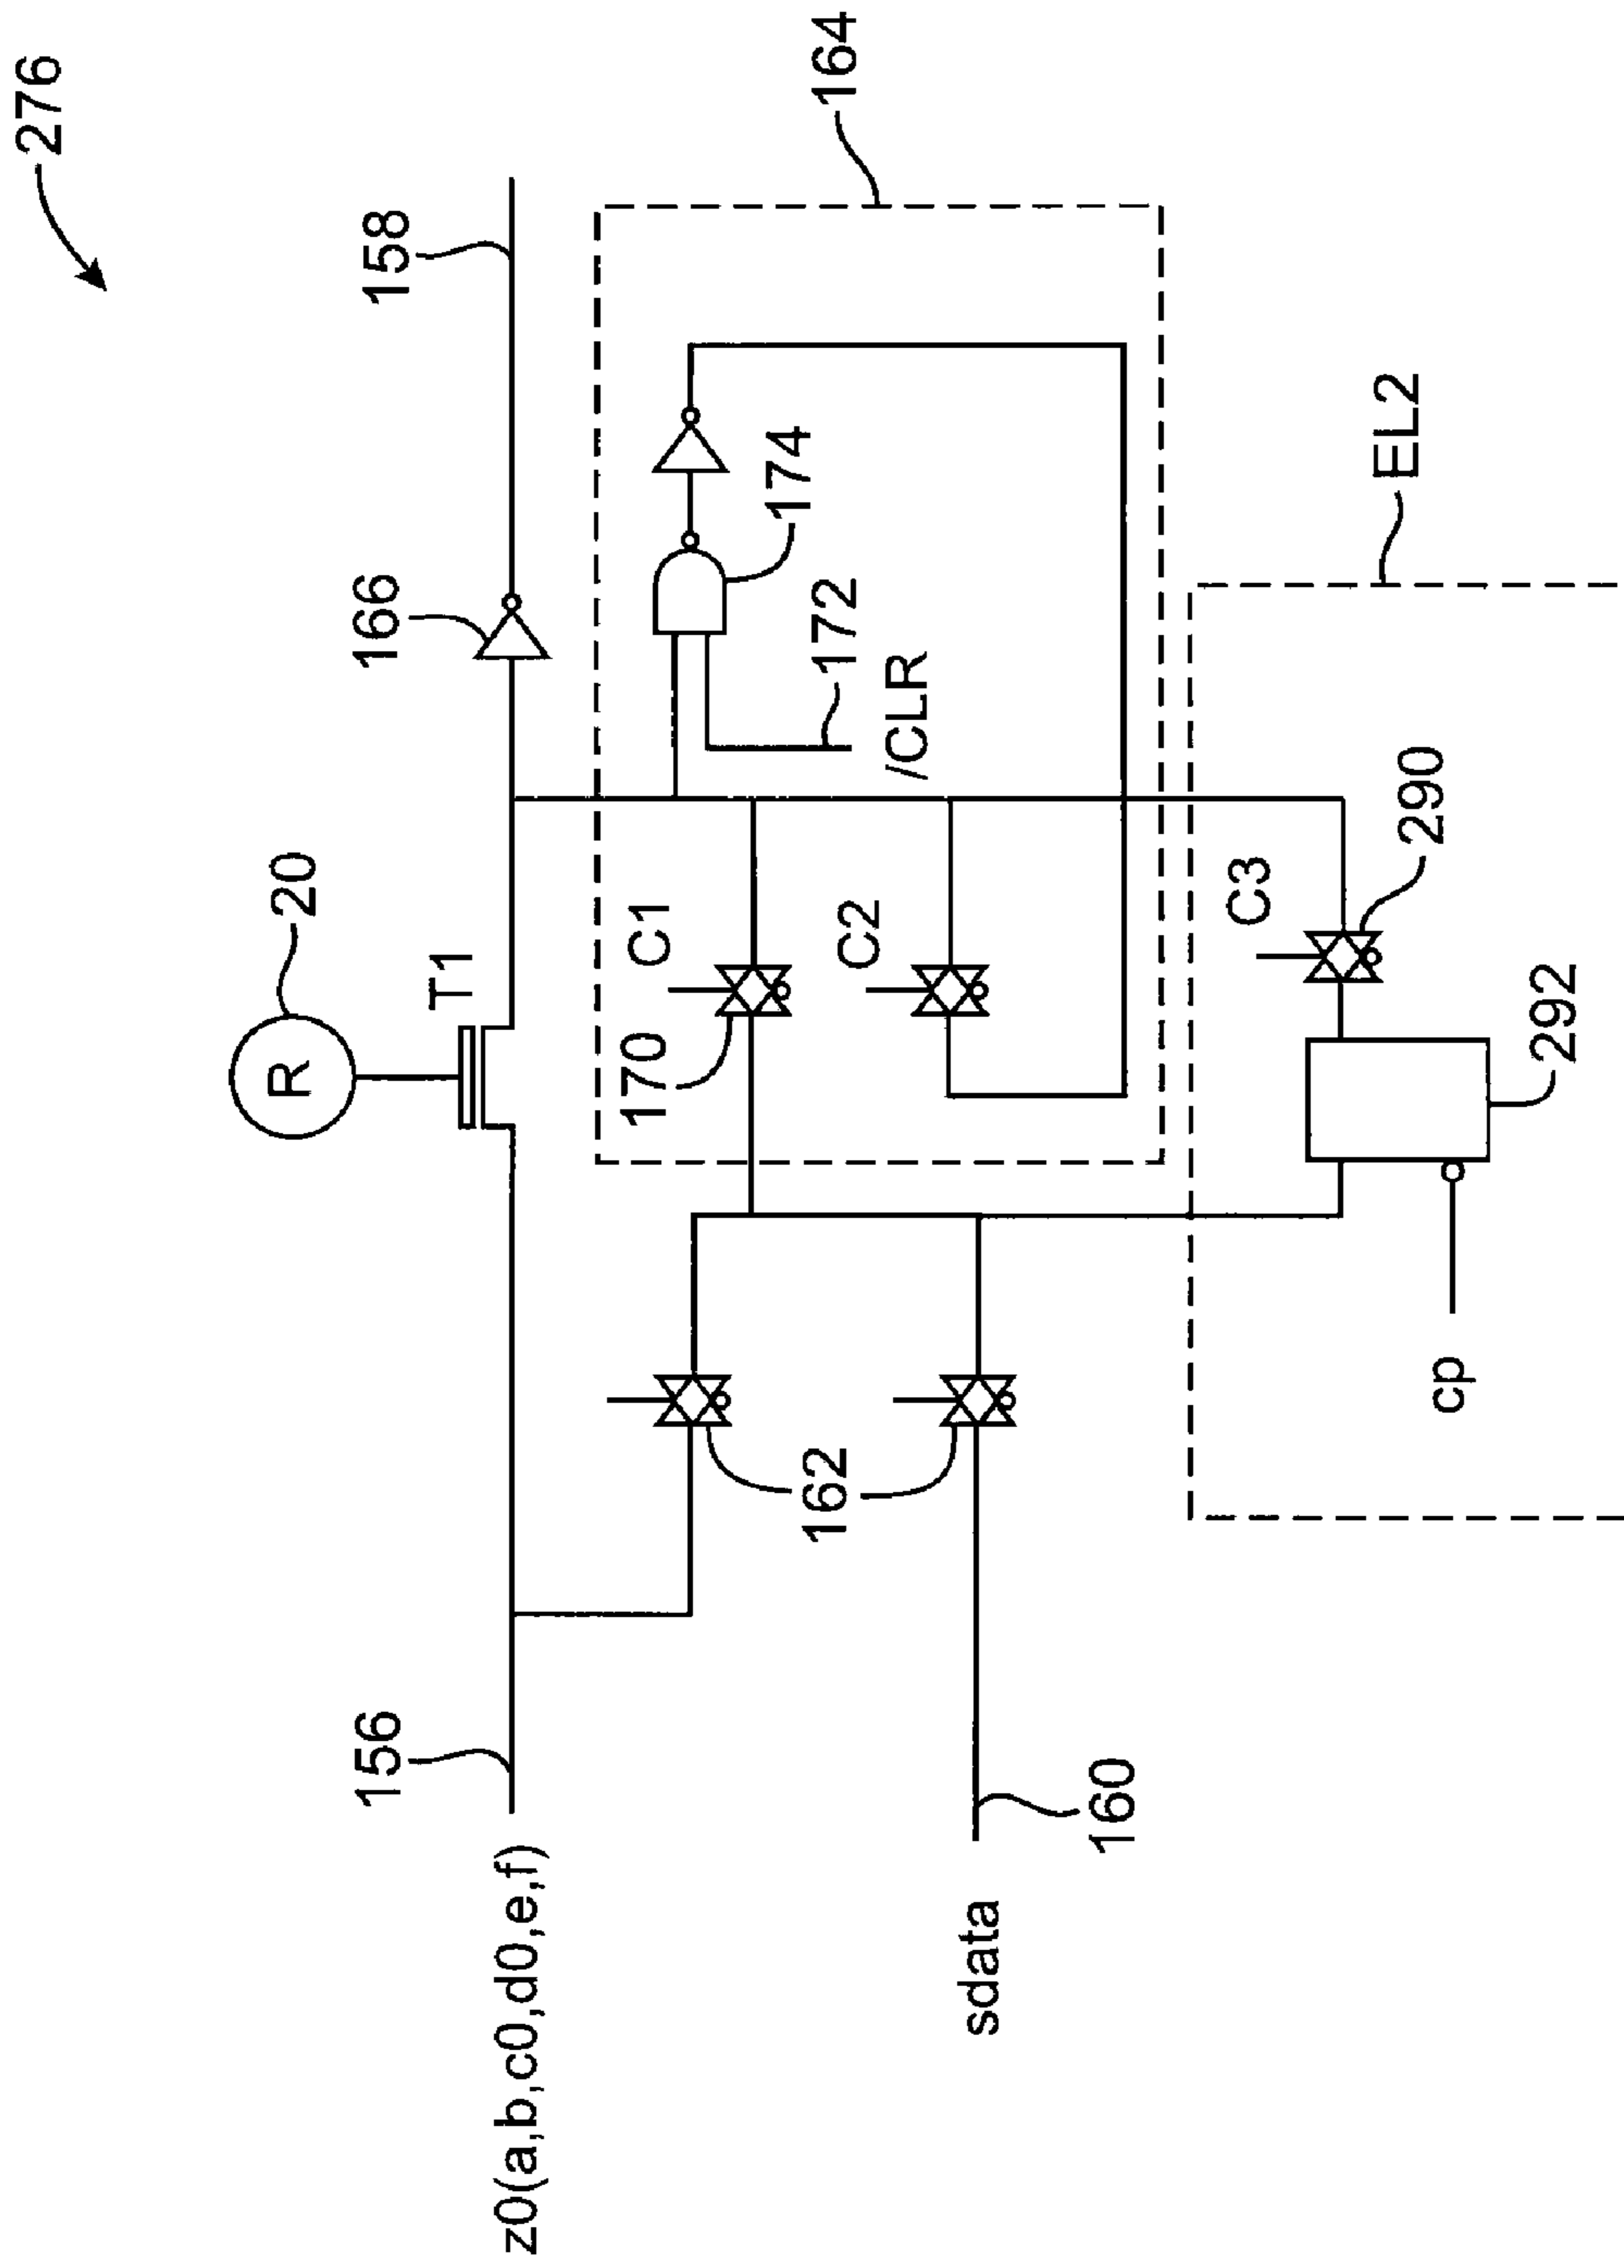 276
158
164
166
174
172
/CLR
EL2
20
R
T1
C1
C2
C3
170
290
292
162
cp
156
160
z0(a,b,c0,d0,e,f)
sdata